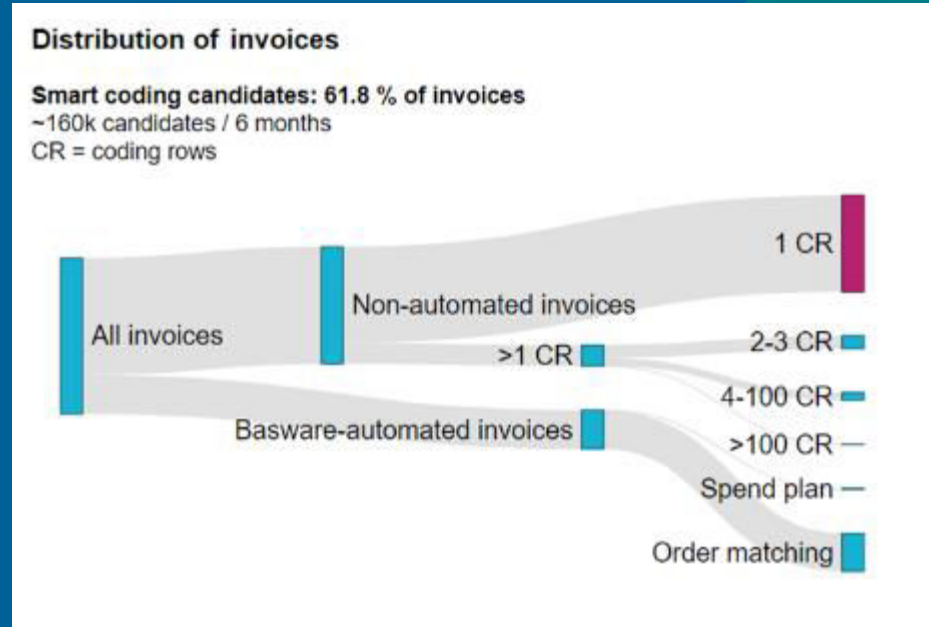 Distribution of invoices
Smart coding candidates: 61.8 % of invoices
~160k candidates / 6 months
CR = coding rows
1 CR
Non-automated invoices
All invoices
>1 CR
2-3 CR
4-100 CR
Basware-automated invoices
>100 CR
Spend plan
Order matching